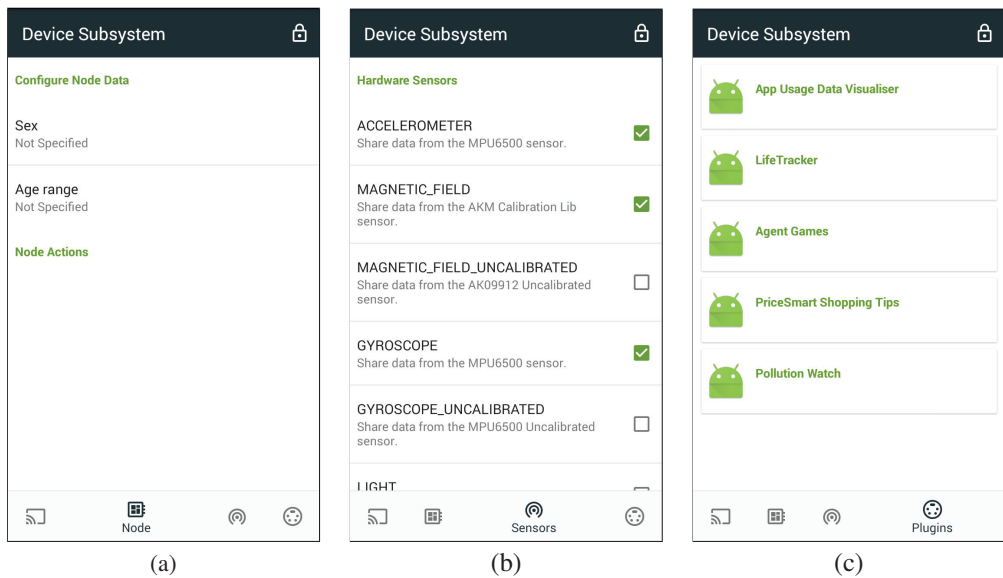 Device Subsystem
Configure Node Data
Sex
Not Specified
Age range
Not Specified
Node Actions
Node
(a)
Device Subsystem
Hardware Sensors
ACCELEROMETER
Share data from the MPU6500 sensor.
MAGNETIC_FIELD
Share data from the AKM Calibration Lib
sensor.
MAGNETIC_FIELD_UNCALIBRATED
Share data from the AK09912 Uncalibrated
sensor.
GYROSCOPE
Share data from the MPU6500 sensor.
GYROSCOPE_UNCALIBRATED
Share data from the MPU6500 Uncalibrated
sensor.
LIGHT
Sensors
(b)
Device Subsystem
App Usage Data Visualiser
LifeTracker
Agent Games
PriceSmart Shopping Tips
Pollution Watch
Plugins
(c)